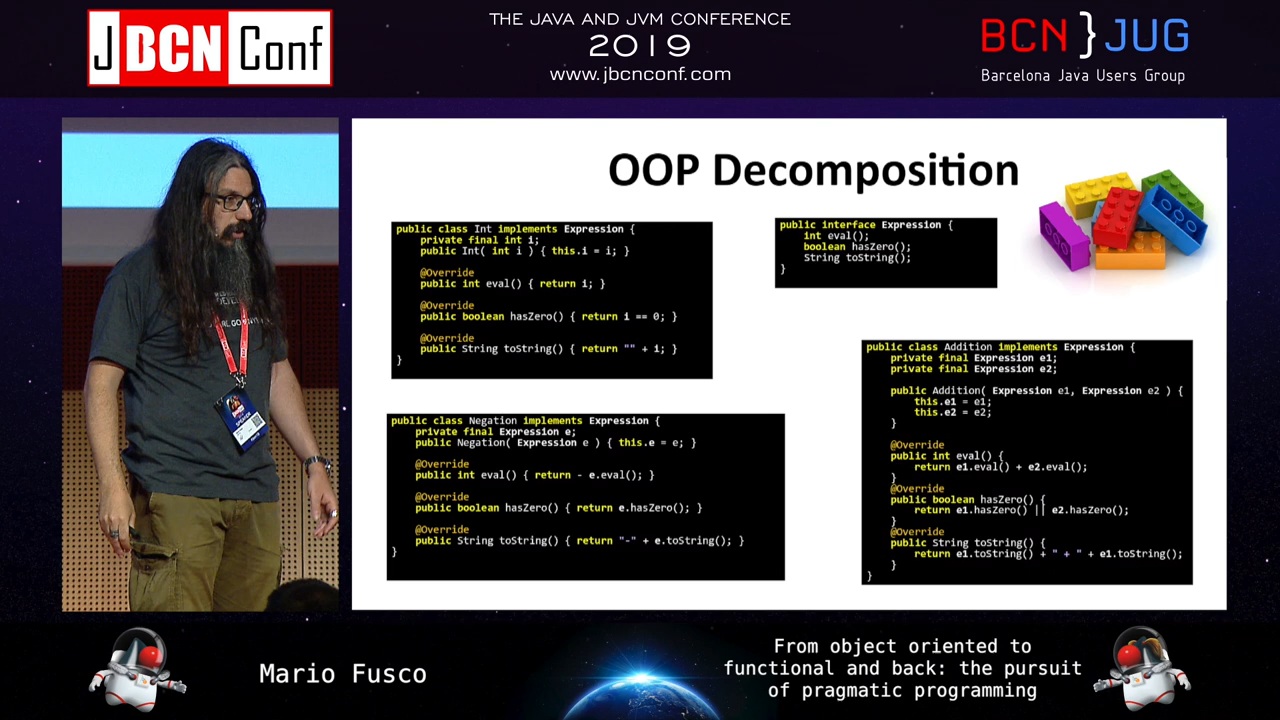 J BCN Conf
THE JAVA AND JVM CONFERENCE
2019
www.jbcnconf.com
BCN } JUG
Barcelona Java Users Group
OOP Decomposition
public class Int implements Expression {
private final int i;
public Int( int i ) { this.i = i; }
@Override
public int eval() { return i; }
@Override
public boolean hasZero() { return i == 0; }
@Override
public String toString() { return "" + i; }
}
public interface Expression {
int eval();
boolean hasZero();
String toString();
}
public class Negation implements Expression {
private final Expression e;
public Negation( Expression e ) { this.e = e; }
@Override
public int eval() { return - e.eval(); }
@Override
public boolean hasZero() { return e.hasZero(); }
@Override
public String toString() { return "-" + e.toString(); }
}
public class Addition implements Expression {
private final Expression e1;
private final Expression e2;
public Addition( Expression e1, Expression e2 ) {
this.e1 = e1;
this.e2 = e2;
}
@Override
public int eval() {
return e1.eval() + e2.eval();
}
@Override
public boolean hasZero() {
return e1.hasZero() || e2.hasZero();
}
@Override
public String toString() {
return e1.toString() + " + " + e1.toString();
}
}
Mario Fusco
From object oriented to
functional and back: the pursuit
of pragmatic programming